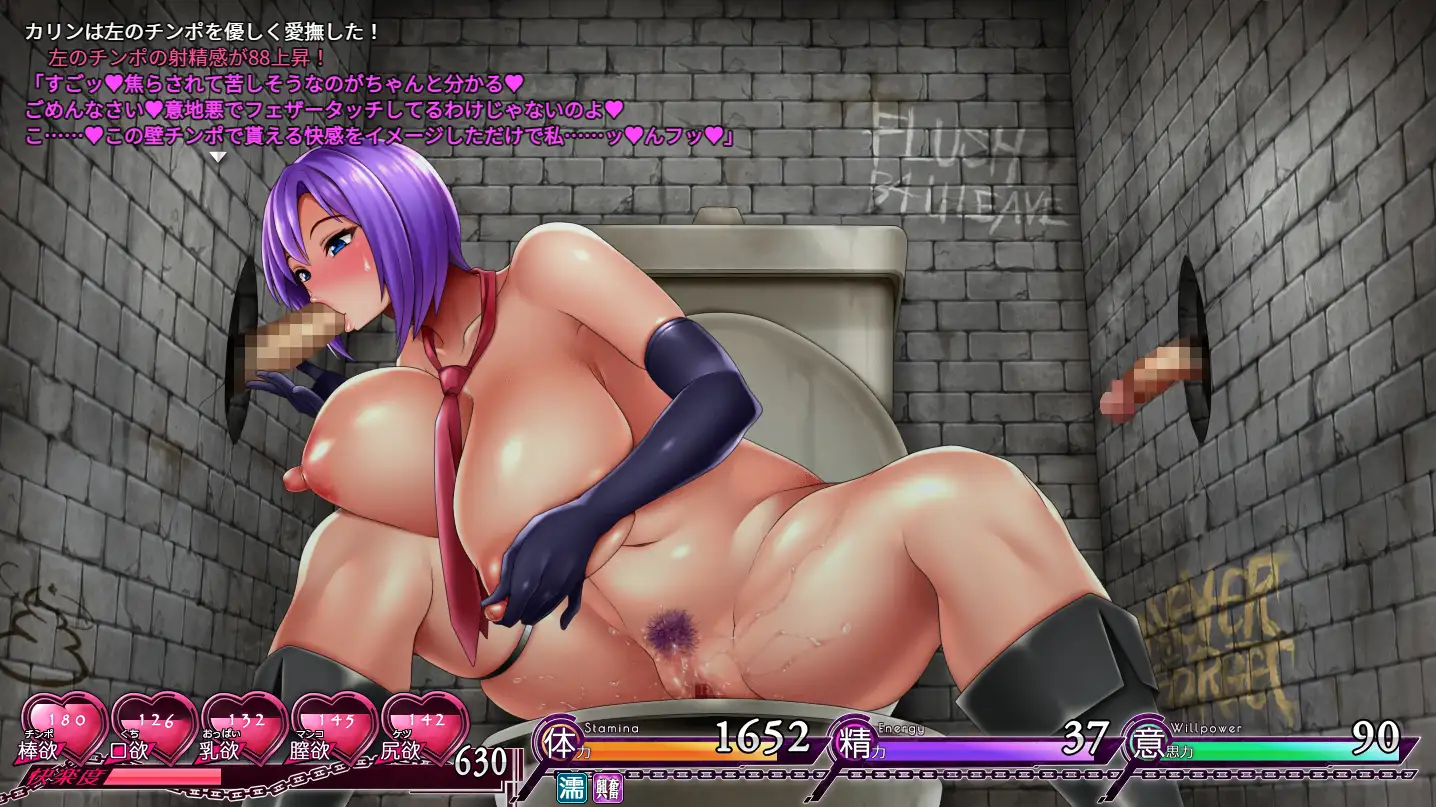 カリンは左のチンポを優しく愛撫した！
左のチンポの射精感が88上昇！
「すごッ♥焦らされて苦しそうなのがちゃんと分かる♥
ごめんなさい♥意地悪でフェザータッチしてるわけじゃないのよ♥
こ……♥この壁チンポで貰える快感をイメージしただけで私……ッ♥んフッ♥」
FLUSH
NEVER
180 126 132 145 142
チンポ くち おっぱい マンコ ケツ
棒欲 口欲 乳欲 膣欲 尻欲
快楽度 630
体力 Stamina 1652
精力 Energy 37
意思力 Willpower 90
濡 興奮